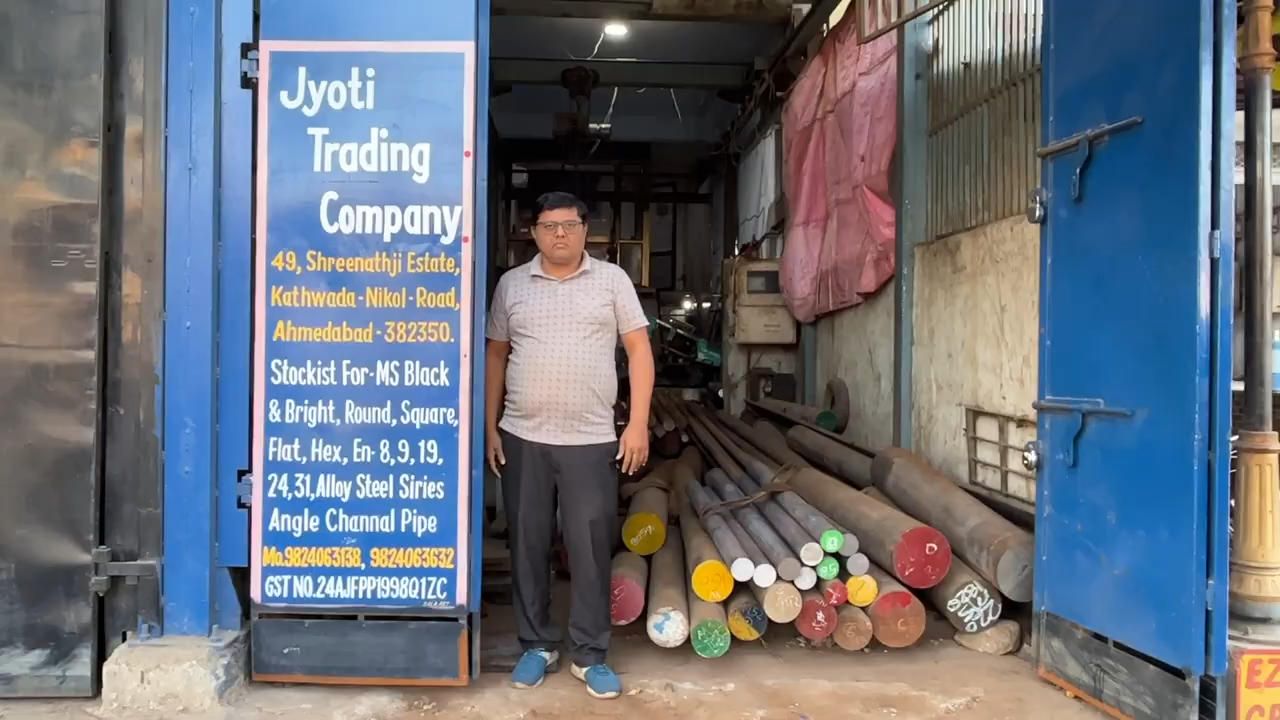 Jyoti
Trading
Company
49, Shreenathji Estate,
Kathwada-Nikol-Road,
Ahmedabad-382350.
Stockist For-MS Black
& Bright, Round, Square,
Flat, Hex, En-8,9,19,
24,31,Alloy Steel Siries
Angle Channal Pipe
Mo.9824063138, 9824063632
GST NO.24AJFPP1998Q1ZC
EZ